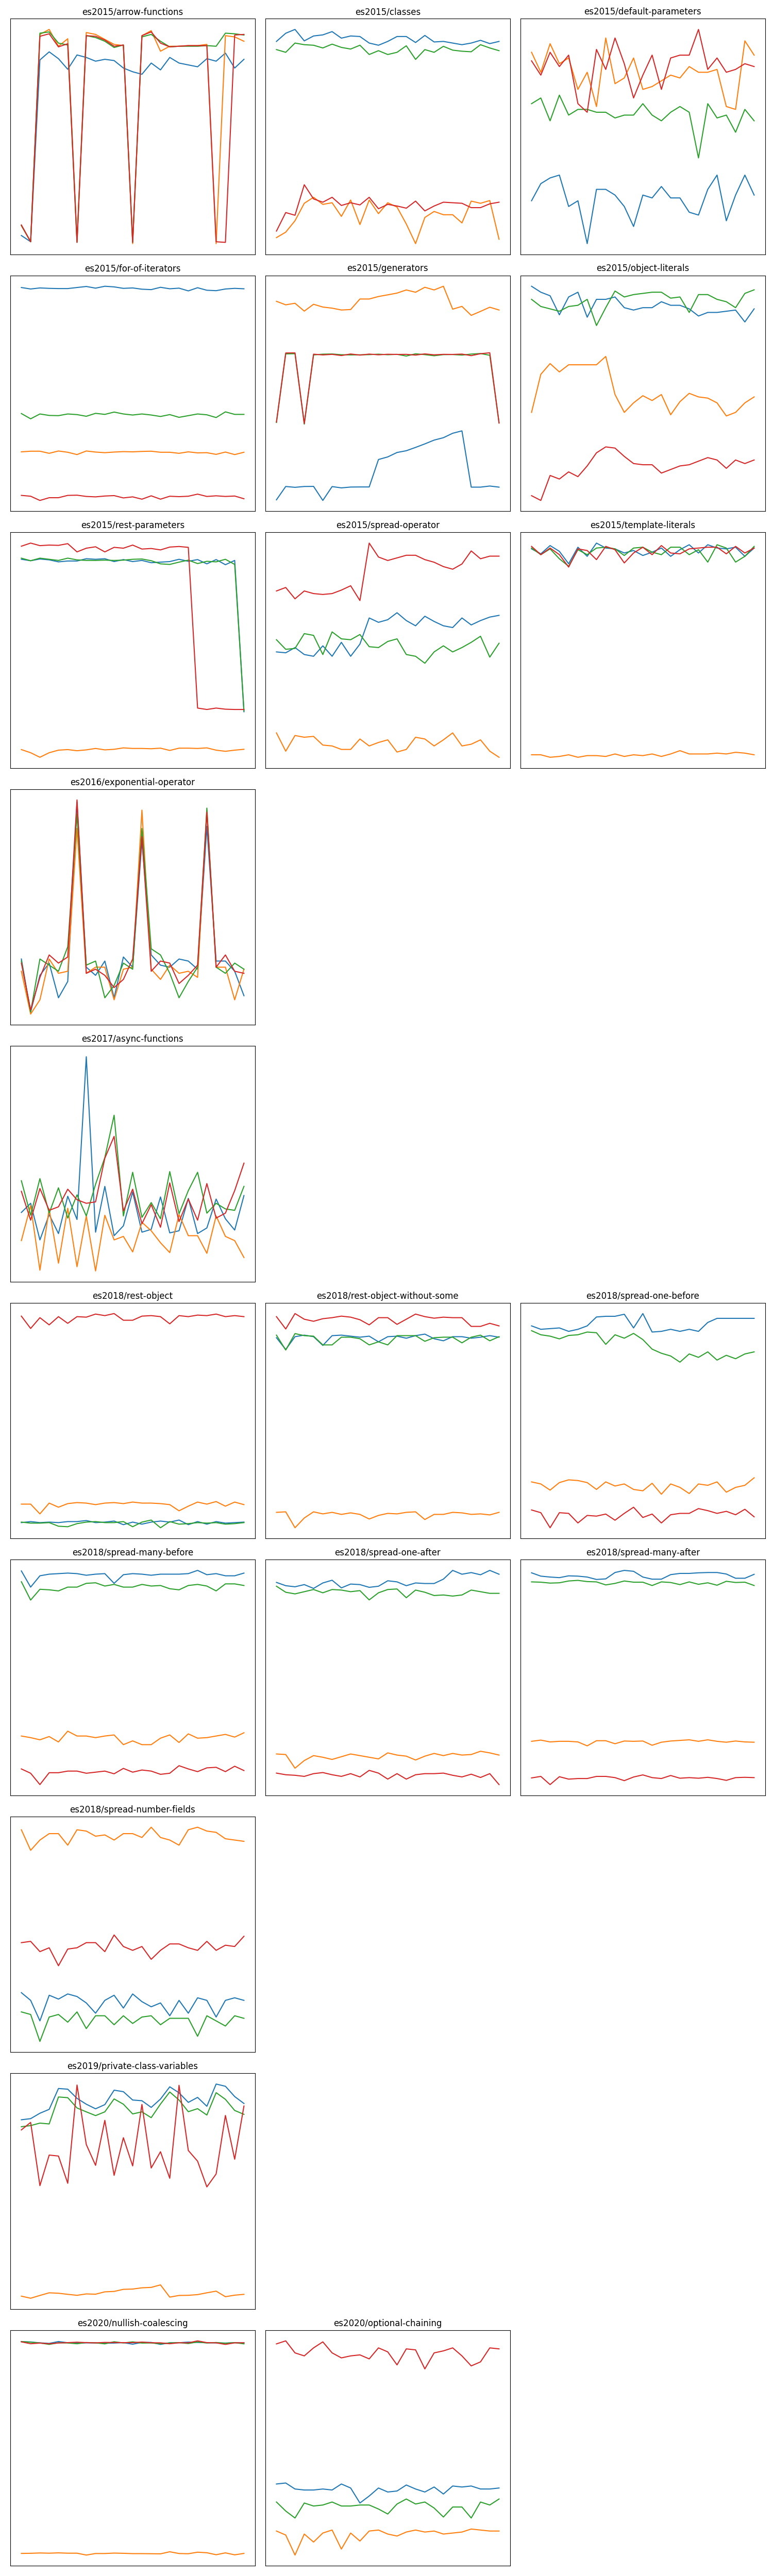 es2015/arrow-functions
es2015/classes
es2015/default-parameters
es2015/for-of-iterators
es2015/generators
es2015/object-literals
es2015/rest-parameters
es2015/spread-operator
es2015/template-literals
es2016/exponential-operator
es2017/async-functions
es2018/rest-object
es2018/rest-object-without-some
es2018/spread-one-before
es2018/spread-many-before
es2018/spread-one-after
es2018/spread-many-after
es2018/spread-number-fields
es2019/private-class-variables
es2020/nullish-coalescing
es2020/optional-chaining